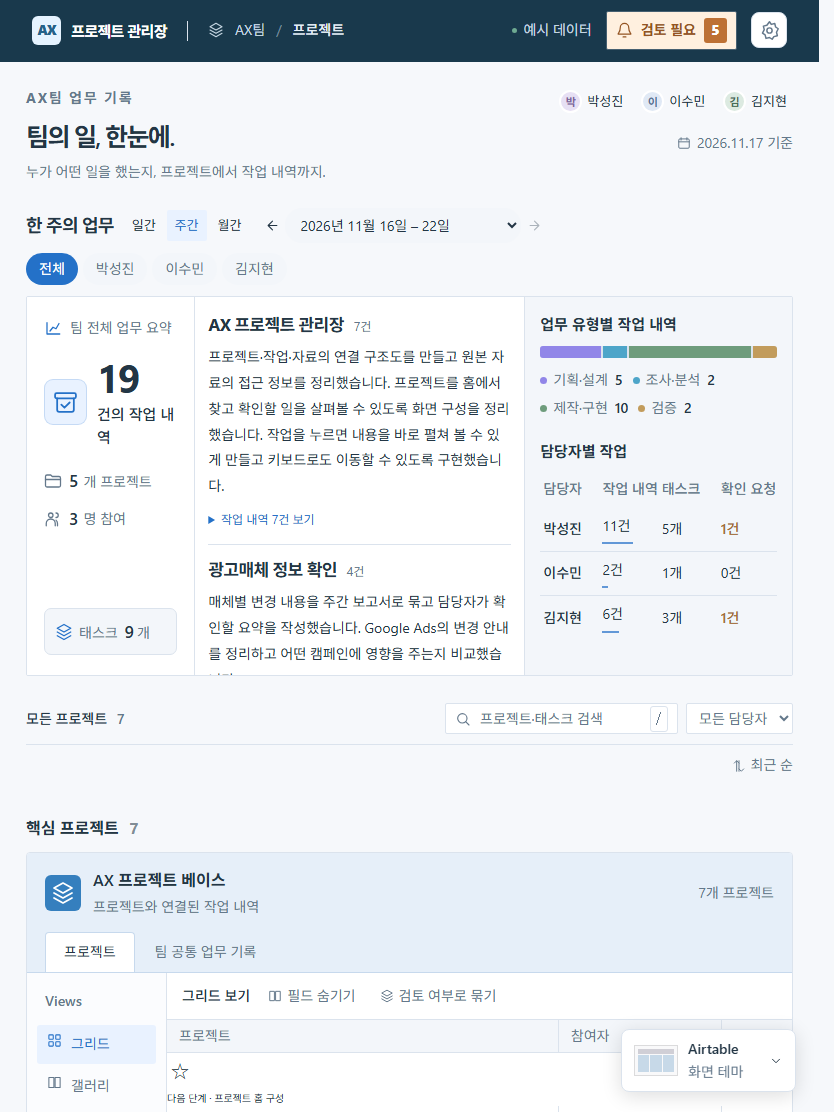 AX 프로젝트 관리장 AX팀 / 프로젝트 예시 데이터 검토 필요 5
AX팀 업무 기록
박 박성진 이 이수민 김 김지현
팀의 일, 한눈에.
2026.11.17 기준
누가 어떤 일을 했는지, 프로젝트에서 작업 내역까지.
한 주의 업무 일간 주간 월간 ← 2026년 11월 16일 – 22일 →
전체 박성진 이수민 김지현
팀 전체 업무 요약
19
건의 작업 내
역
5 개 프로젝트
3 명 참여
태스크 9 개
AX 프로젝트 관리장 7건
프로젝트·작업·자료의 연결 구조도를 만들고 원본 자
료의 접근 정보를 정리했습니다. 프로젝트를 홈에서
찾고 확인할 일을 살펴볼 수 있도록 화면 구성을 정리
했습니다. 작업을 누르면 내용을 바로 펼쳐 볼 수 있
게 만들고 키보드로도 이동할 수 있도록 구현했습니
다.
▶ 작업 내역 7건 보기
광고매체 정보 확인 4건
매체별 변경 내용을 주간 보고서로 묶고 담당자가 확
인할 요약을 작성했습니다. Google Ads의 변경 안내
를 정리하고 어떤 캠페인에 영향을 주는지 비교했습
업무 유형별 작업 내역
기획·설계 5 조사·분석 2
제작·구현 10 검증 2
담당자별 작업
담당자 작업 내역 태스크 확인 요청
박성진 11건 5개 1건
이수민 2건 1개 0건
김지현 6건 3개 1건
모든 프로젝트 7 프로젝트·태스크 검색 / 모든 담당자
최근 순
핵심 프로젝트 7
AX 프로젝트 베이스
프로젝트와 연결된 작업 내역
7개 프로젝트
프로젝트 팀 공통 업무 기록
Views
그리드
갤러리
그리드 보기 필드 숨기기 검토 여부로 묶기
프로젝트 참여자
다음 단계 · 프로젝트 홈 구성
Airtable
화면 테마